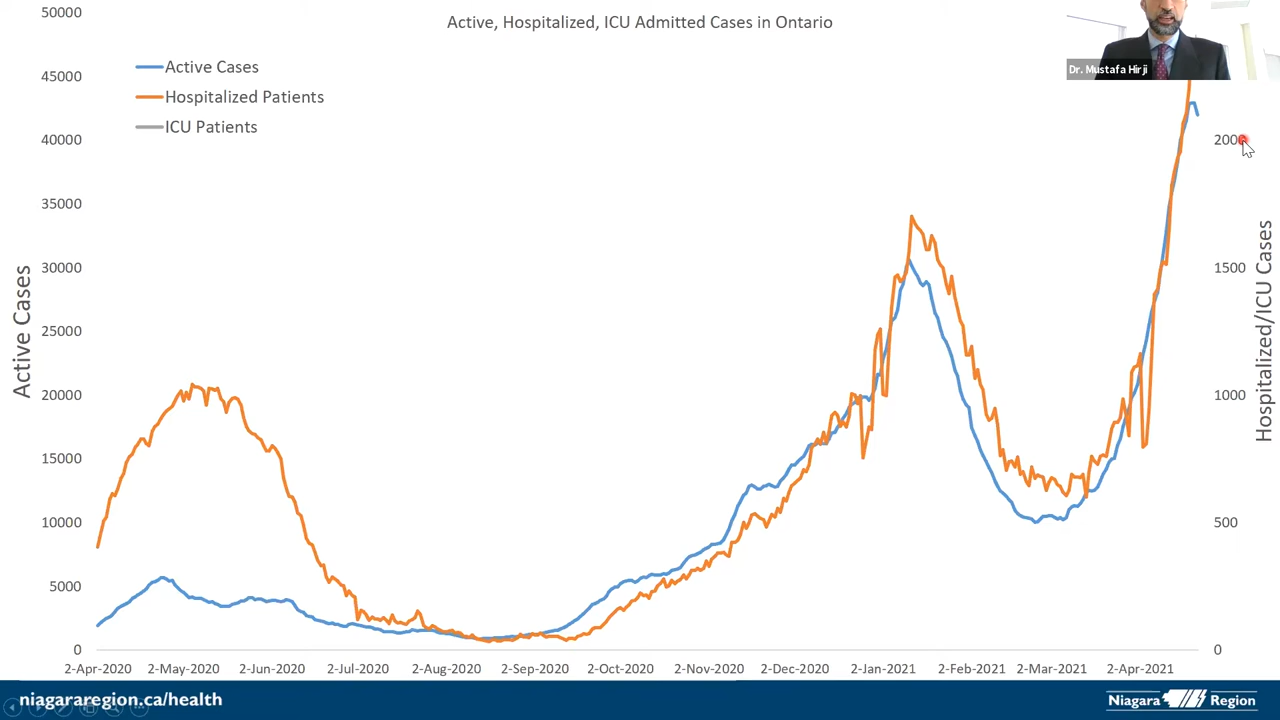 Active, Hospitalized, ICU Admitted Cases in Ontario
Active Cases
Hospitalized Patients
ICU Patients
Dr. Mustafa Hirji
Active Cases
50000
45000
40000
35000
30000
25000
20000
15000
10000
5000
0
2000
1500
1000
500
0
Hospitalized/ICU Cases
2-Apr-2020 2-May-2020 2-Jun-2020 2-Jul-2020 2-Aug-2020 2-Sep-2020 2-Oct-2020 2-Nov-2020 2-Dec-2020 2-Jan-2021 2-Feb-2021 2-Mar-2021 2-Apr-2021
niagararegion.ca/health
Niagara Region